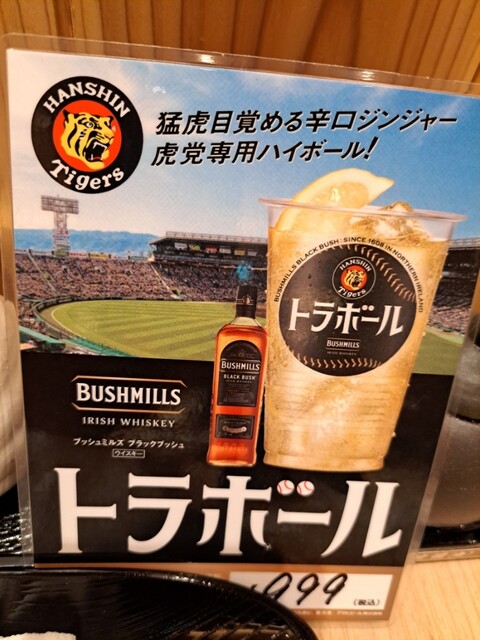 HANSHIN
Tigers
猛虎目覚める辛口ジンジャー
虎党専用ハイボール!
BUSHMILLS BLACK BUSH SINCE 1608 IN NORTHERN IRELAND
HANSHIN
Tigers
トラボール
BUSHMILLS
IRISH WHISKEY
BUSHMILLS
BLACK BUSH
BUSHMILLS
IRISH WHISKEY
ブッシュミルズ ブラックブッシュ
ウイスキー
トラボール
999
(税込)